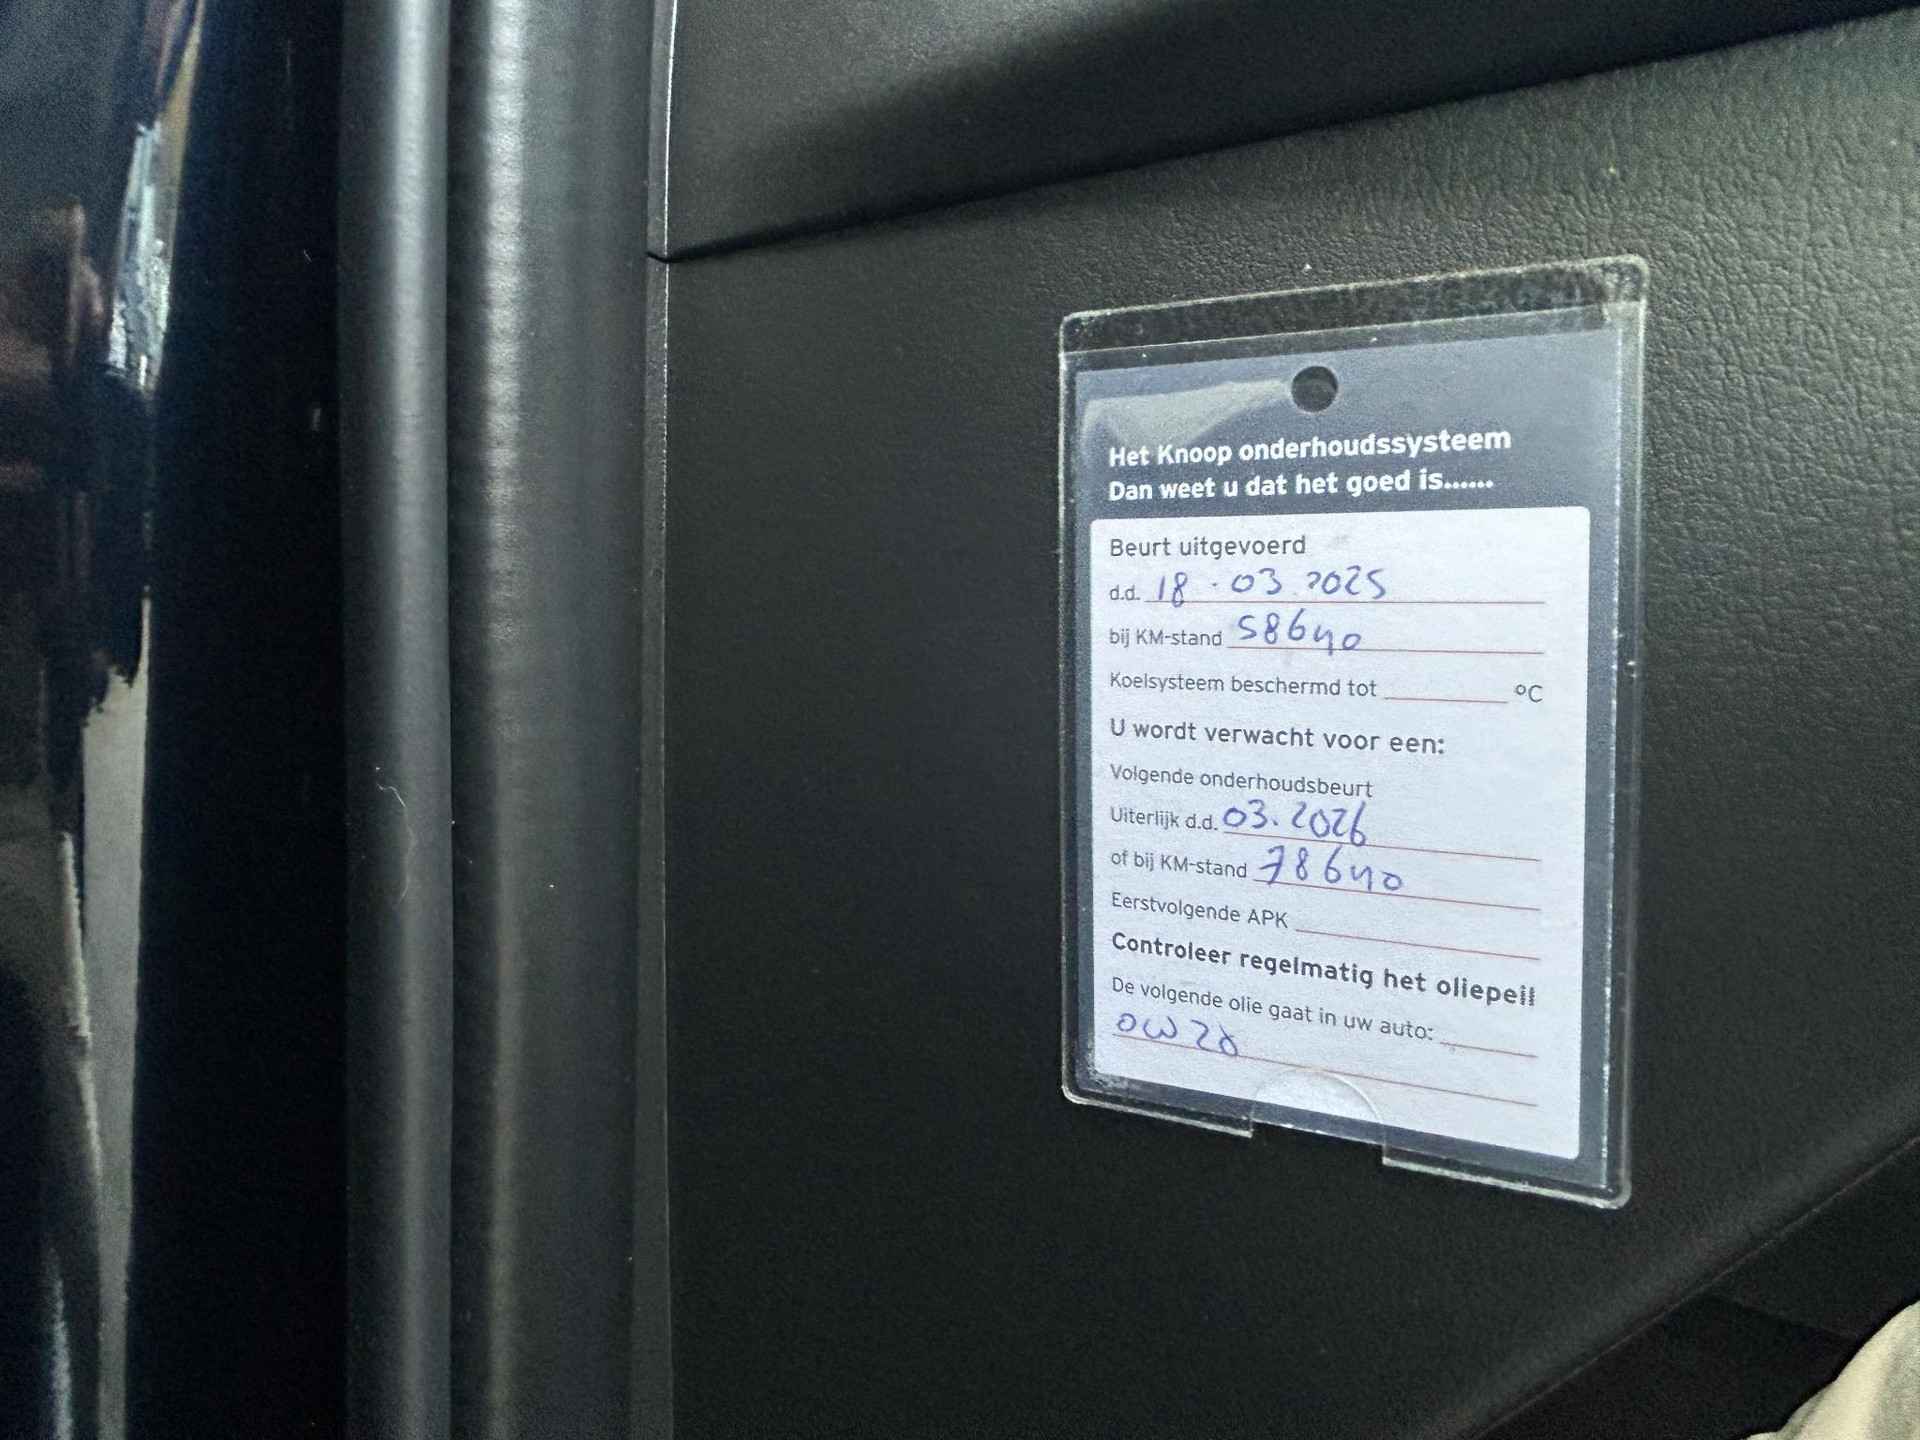 Het Knoop onderhoudssysteem
Dan weet u dat het goed is......
Beurt uitgevoerd
d.d. 18.03.2025
bij KM-stand 58640
Koelsysteem beschermd tot °C
U wordt verwacht voor een:
Volgende onderhoudsbeurt
Uiterlijk d.d. 03.2026
of bij KM-stand 78640
Eerstvolgende APK
Controleer regelmatig het oliepeil
De volgende olie gaat in uw auto:
0W20